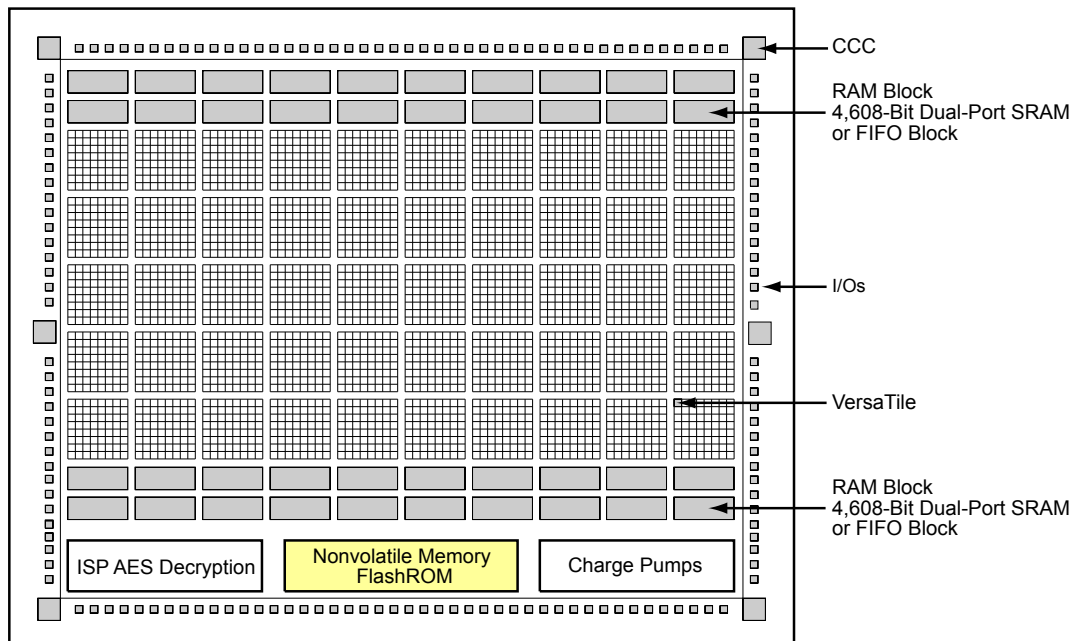 CCC
RAM Block
4,608-Bit Dual-Port SRAM
or FIFO Block
I/Os
VersaTile
RAM Block
4,608-Bit Dual-Port SRAM
or FIFO Block
ISP AES Decryption
Nonvolatile Memory
FlashROM
Charge Pumps